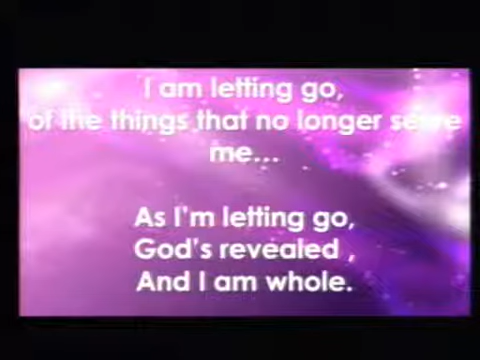 I am letting go,
of the things that no longer serve
me...
As I'm letting go,
God's revealed ,
And I am whole.